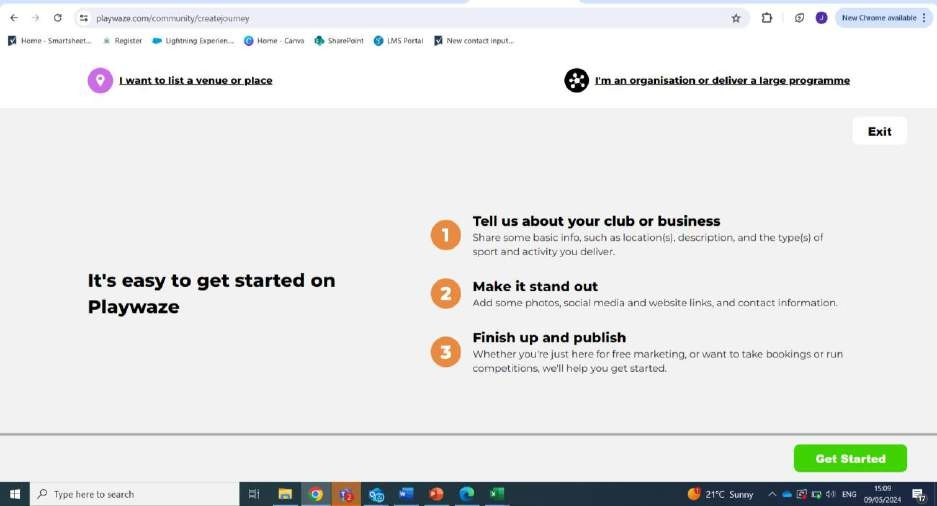 playwaze.com/community/createjourney
New Chrome available
Home - Smartsheet...
Register
Lightning Experien...
Home - Canva
SharePoint
LMS Portal
New contact input...
I want to list a venue or place
I'm an organisation or deliver a large programme
Exit
It's easy to get started on
Playwaze
1
Tell us about your club or business
Share some basic info, such as location(s), description, and the type(s) of
sport and activity you deliver.
2
Make it stand out
Add some photos, social media and website links, and contact information.
3
Finish up and publish
Whether you're just here for free marketing, or want to take bookings or run
competitions, we'll help you get started.
Get Started
Type here to search
21°C Sunny
ENG
15:09
09/05/2024
17